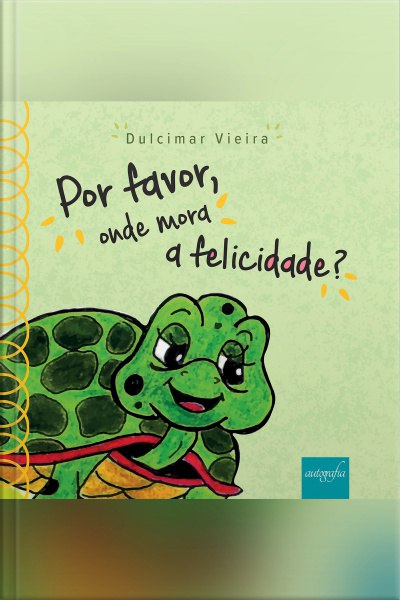 Dulcimar Vieira
Por favor,
onde mora
a felicidade?
autografia